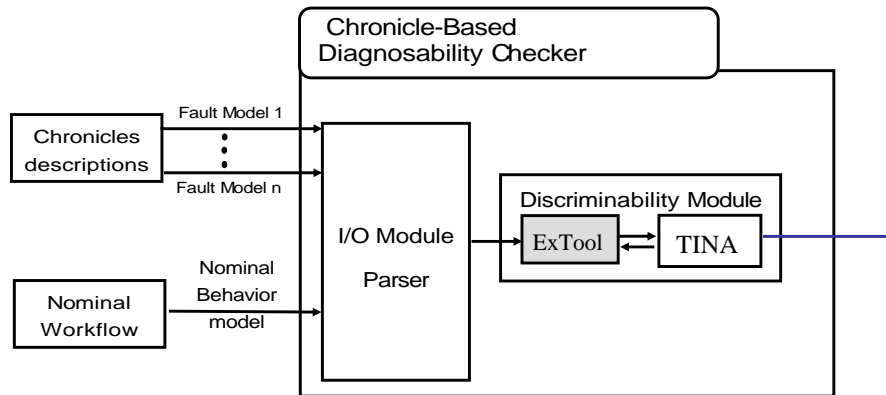 Chronicle-Based
Diagnosability Checker
Fault Model 1
Chronicles
descriptions
Fault Model n
Discriminability Module
I/O Module
Parser
ExTool
TINA
Nominal
Behavior
model
Nominal
Workflow